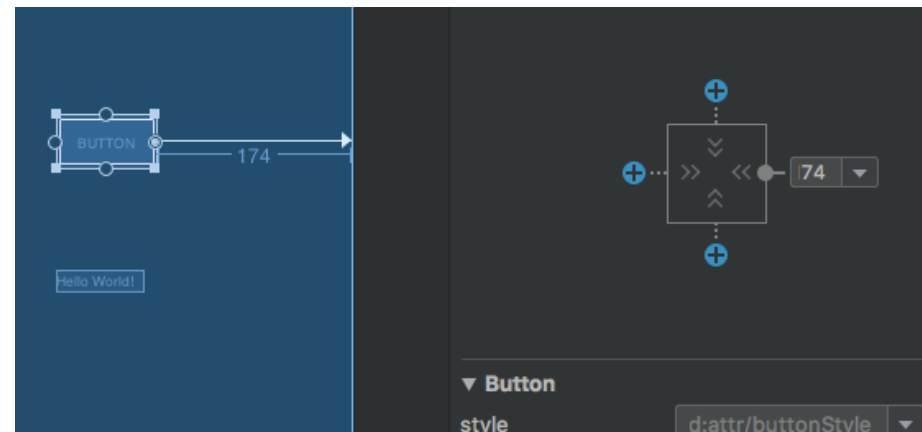 BUTTON
174
74
Hello World!
▼ Button
style d:attr/buttonStyle